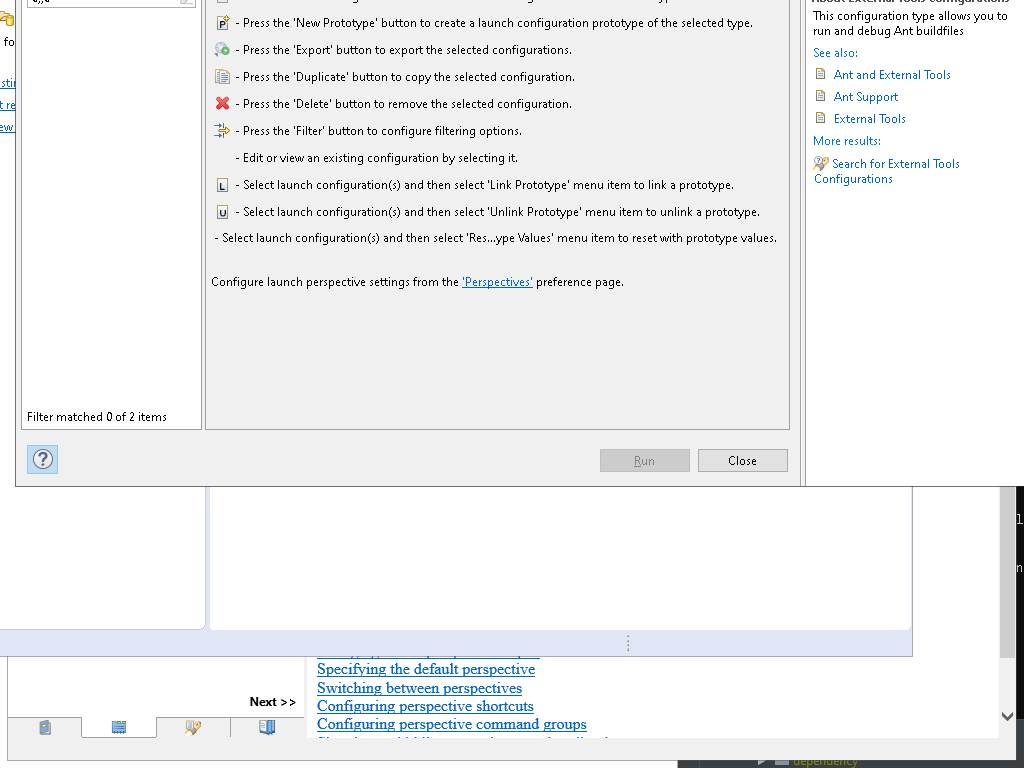 About External Tools Configurations
- Press the 'New Prototype' button to create a launch configuration prototype of the selected type.
- Press the 'Export' button to export the selected configurations.
- Press the 'Duplicate' button to copy the selected configuration.
- Press the 'Delete' button to remove the selected configuration.
- Press the 'Filter' button to configure filtering options.
- Edit or view an existing configuration by selecting it.
L - Select launch configuration(s) and then select 'Link Prototype' menu item to link a prototype.
U - Select launch configuration(s) and then select 'Unlink Prototype' menu item to unlink a prototype.
- Select launch configuration(s) and then select 'Res...ype Values' menu item to reset with prototype values.
Configure launch perspective settings from the 'Perspectives' preference page.
This configuration type allows you to
run and debug Ant buildfiles
See also:
Ant and External Tools
Ant Support
External Tools
More results:
Search for External Tools
Configurations
Filter matched 0 of 2 items
Run
Close
Specifying the default perspective
Switching between perspectives
Configuring perspective shortcuts
Configuring perspective command groups
Next >>
dependency